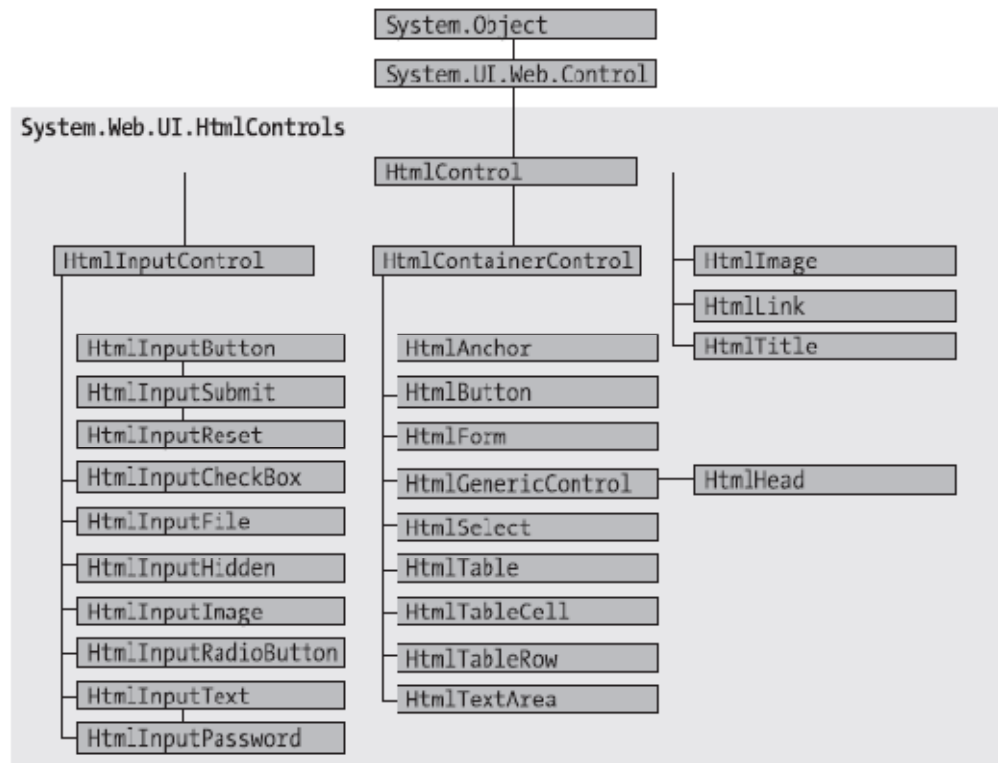 System.Object
System.UI.Web.Control
System.Web.UI.HtmlControls
HtmlControl
HtmlInputControl
HtmlContainerControl
HtmlImage
HtmlLink
HtmlTitle
HtmlInputButton
HtmlInputSubmit
HtmlInputReset
HtmlInputCheckBox
HtmlInputFile
HtmlInputHidden
HtmlInputImage
HtmlInputRadioButton
HtmlInputText
HtmlInputPassword
HtmlAnchor
HtmlButton
HtmlForm
HtmlGenericControl
HtmlHead
HtmlSelect
HtmlTable
HtmlTableCell
HtmlTableRow
HtmlTextArea